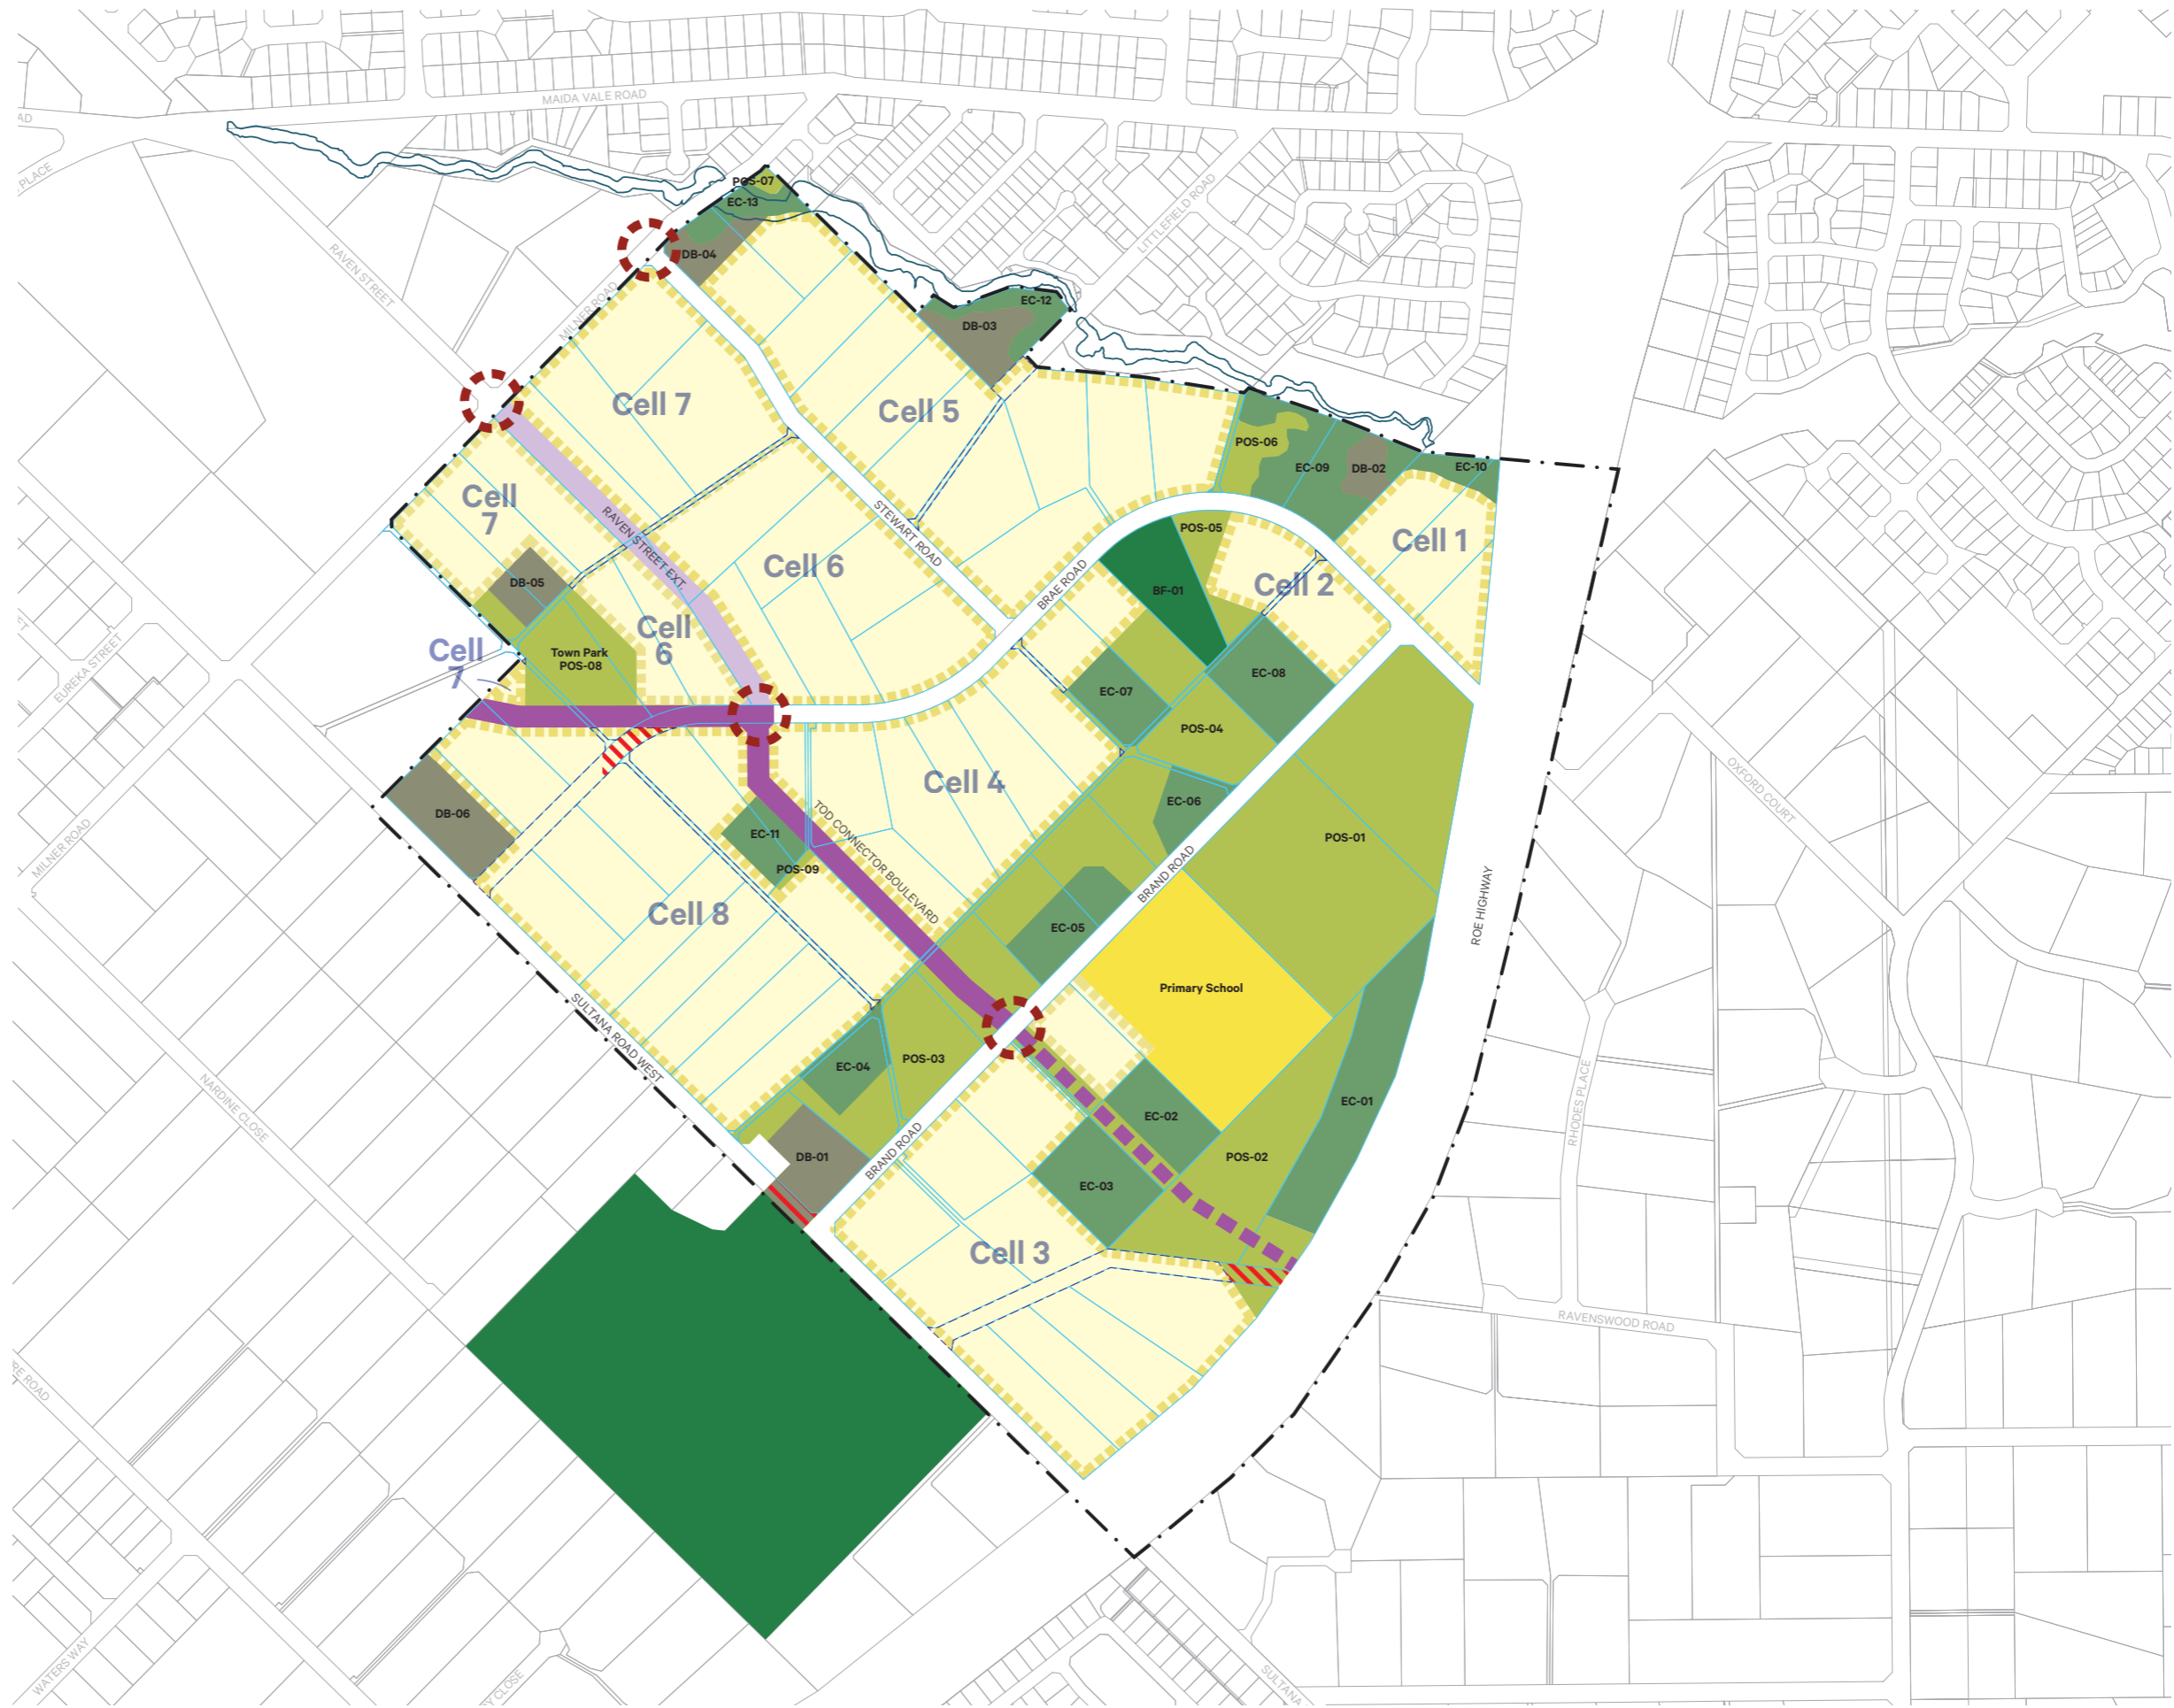 MAIDA VALE ROAD
AD
PLACE
POS-07
EC-13
LITTLEFIELD ROAD
DB-04
RAVEN STREET
MILNER ROAD
EC-12
DB-03
Cell 7
Cell 5
POS-06
EC-09
DB-02
EC-10
Cell
7
STEWART ROAD
POS-05
Cell 1
RAVEN STREET EXT.
Cell 6
BRAE ROAD
BF-01
Cell 2
DB-05
Cell
6
Cell
7
Town Park
POS-08
EUREKA STREET
ET
EC-07
EC-08
POS-04
OXFORD COURT
Cell 4
EC-06
DB-06
MILNER ROAD
EC-11
POS-09
TOD CONNECTOR BOULEVARD
POS-01
BRAND ROAD
ROE HIGHWAY
Cell 8
EC-05
Primary School
SULTANA ROAD WEST
POS-03
EC-04
NARDINE CLOSE
EC-01
EC-02
RHODES PLACE
DB-01
BRAND ROAD
POS-02
EC-03
Cell 3
RAVENSWOOD ROAD
RE ROAD
WATERS WAY
Y CLOSE
SULTANA